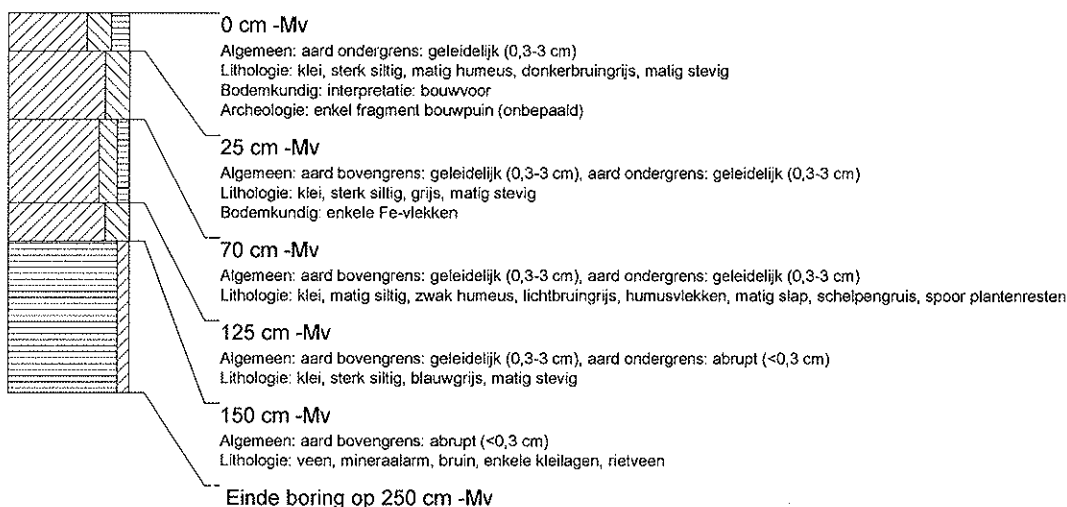 0 cm -Mv
Algemeen: aard ondergrens: geleidelijk (0,3-3 cm)
Lithologie: klei, sterk siltig, matig humeus, donkerbruingrijs, matig stevig
Bodemkundig: interpretatie: bouwvoor
Archeologie: enkel fragment bouwpuin (onbepaald)
25 cm -Mv
Algemeen: aard bovengrens: geleidelijk (0,3-3 cm), aard ondergrens: geleidelijk (0,3-3 cm)
Lithologie: klei, sterk siltig, grijs, matig stevig
Bodemkundig: enkele Fe-vlekken
70 cm -Mv
Algemeen: aard bovengrens: geleidelijk (0,3-3 cm), aard ondergrens: geleidelijk (0,3-3 cm)
Lithologie: klei, matig siltig, zwak humeus, lichtbruingrijs, humusvlekken, matig slap, schelpengruis, spoor plantenresten
125 cm -Mv
Algemeen: aard bovengrens: geleidelijk (0,3-3 cm), aard ondergrens: abrupt (<0,3 cm)
Lithologie: klei, sterk siltig, blauwgrijs, matig stevig
150 cm -Mv
Algemeen: aard bovengrens: abrupt (<0,3 cm)
Lithologie: veen, mineraalarm, bruin, enkele kleilagen, rietveen
Einde boring op 250 cm -Mv